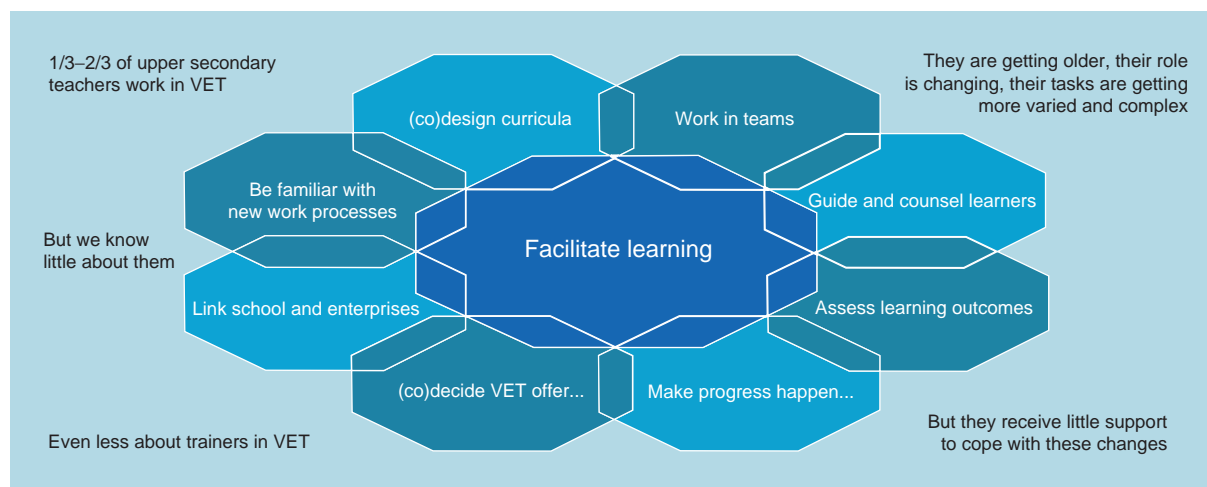 1/3–2/3 of upper secondary
teachers work in VET
They are getting older, their role
is changing, their tasks are getting
more varied and complex
(co)design curricula
Work in teams
Be familiar with
new work processes
Guide and counsel learners
But we know
little about them
Facilitate learning
Link school and enterprises
Assess learning outcomes
(co)decide VET offer...
Make progress happen...
Even less about trainers in VET
But they receive little support
to cope with these changes